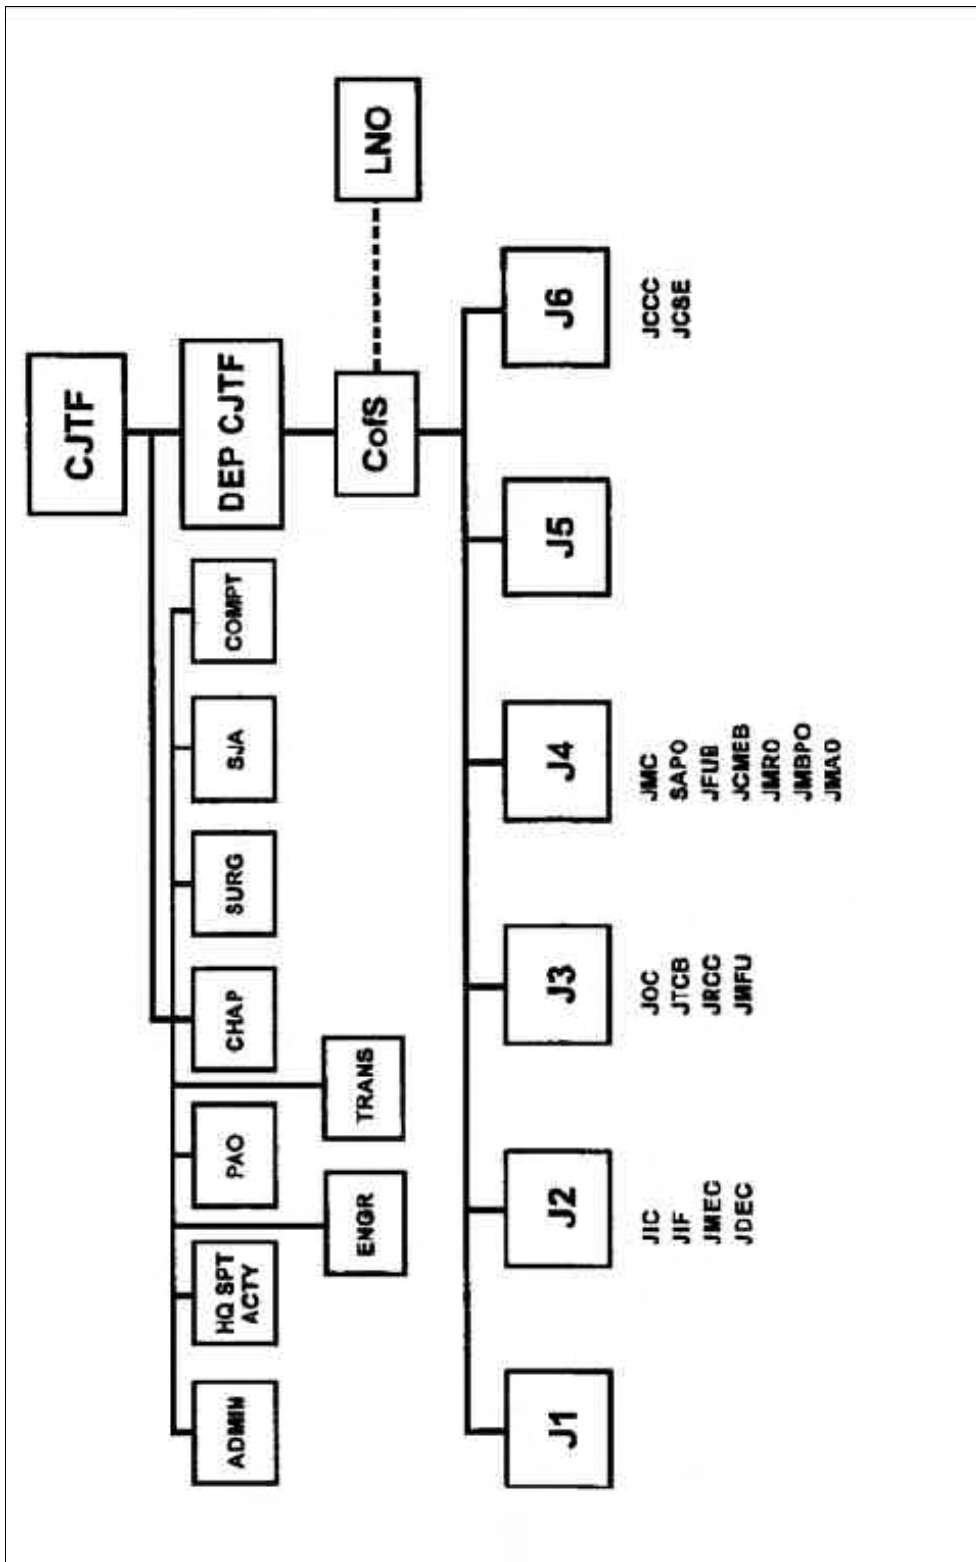 CJTF
DEP CJTF
CofS
LNO
ADMIN
HQ SPT
ACTY
PAO
CHAP
SURG
SJA
COMPT
ENGR
TRANS
J1
J2
J3
J4
J5
J6
JIC
JIF
JMEC
JDEC
JOC
JTCB
JRCC
JMFU
JMC
SAPO
JFUB
JCMEB
JMRO
JMBPO
JMAO
JCCC
JCSE